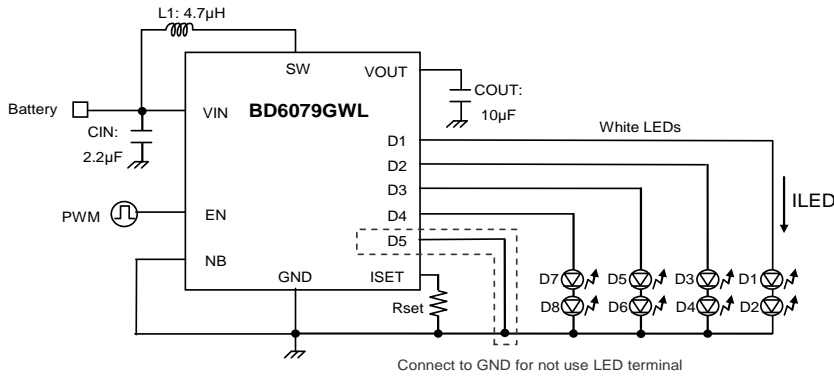 L1: 4.7µH
SW
VOUT
COUT:
10µF
Battery
VIN
BD6079GWL
CIN:
2.2µF
D1
White LEDs
D2
D3
ILED
PWM
EN
D4
D5
NB
GND
ISET
D7
D5
D3
D1
Rset
D8
D6
D4
D2
Connect to GND for not use LED terminal